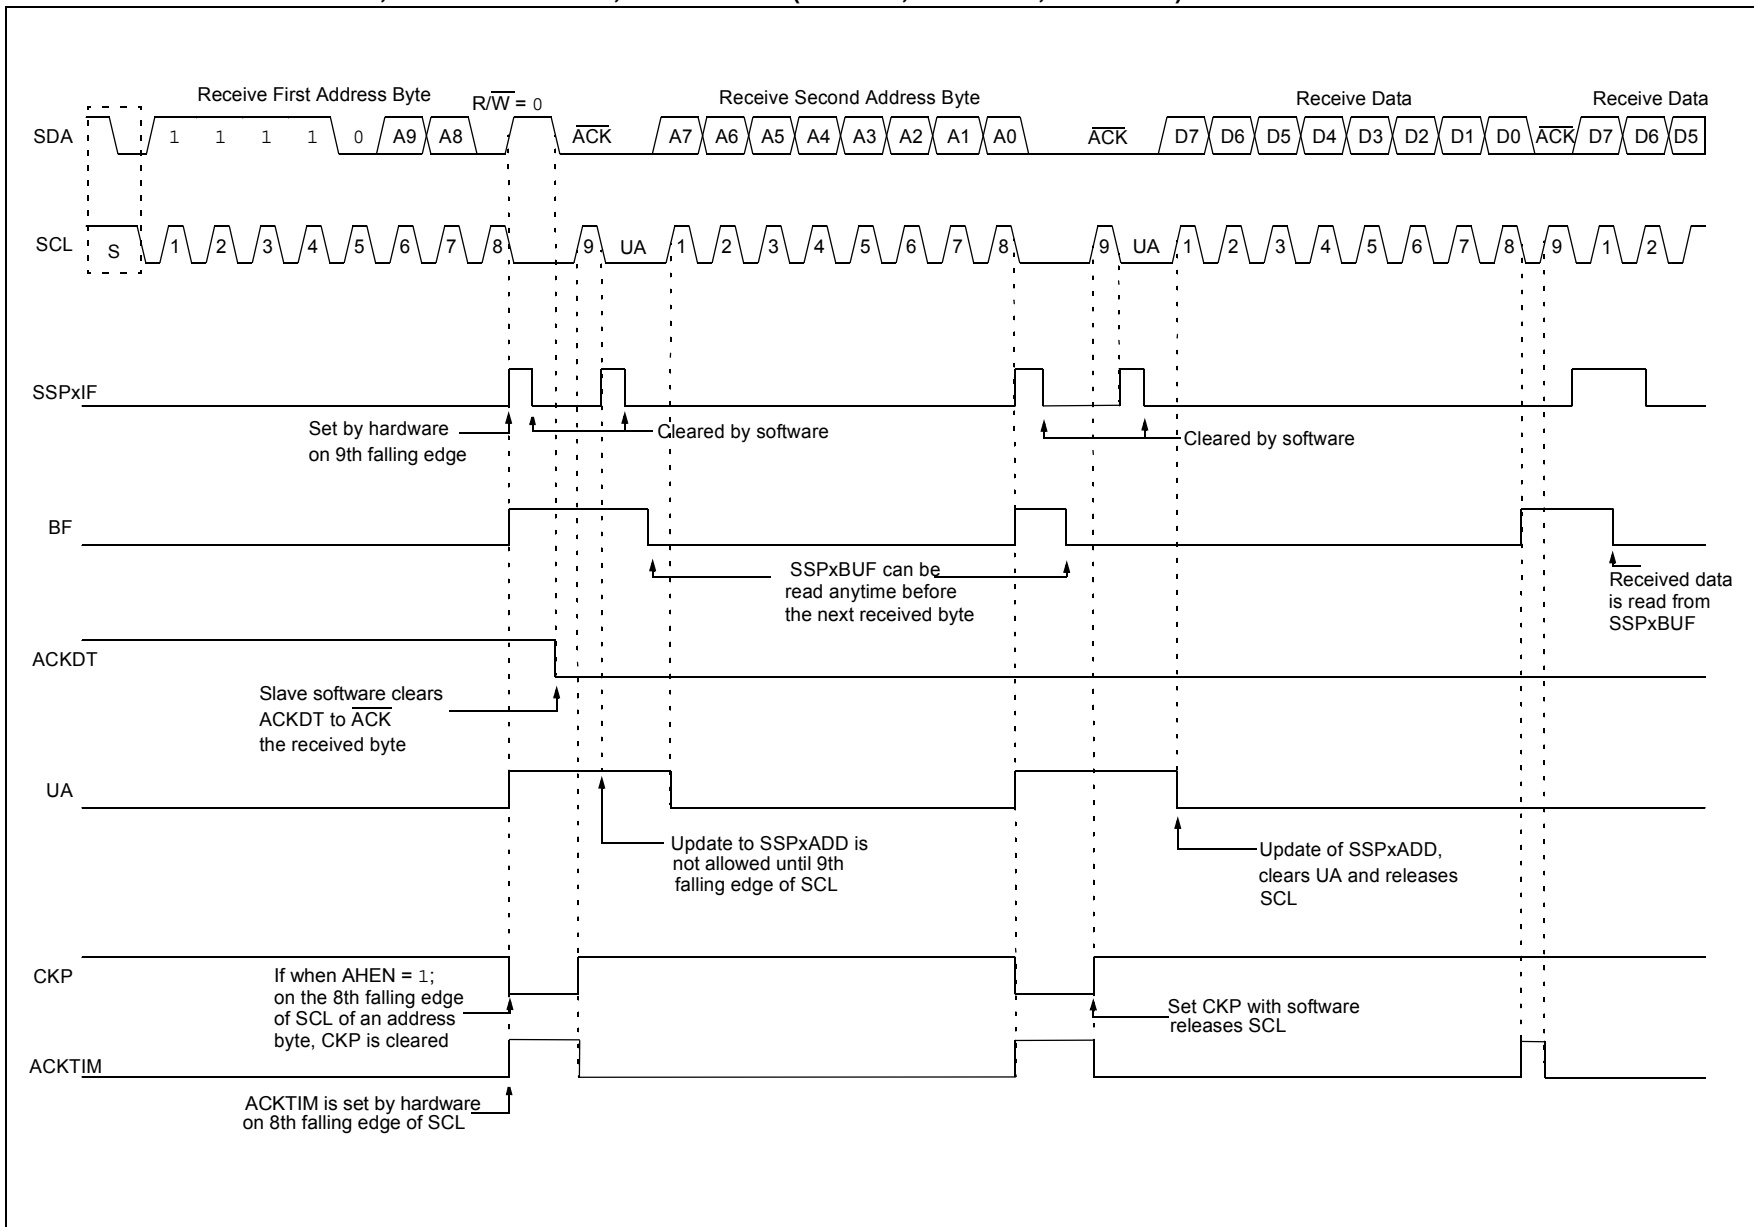 Receive First Address Byte
R/W = 0
Receive Second Address Byte
Receive Data
Receive Data
SDA
1 1 1 1 0 A9 A8
ACK
A7 A6 A5 A4 A3 A2 A1 A0
ACK
D7 D6 D5 D4 D3 D2 D1 D0
ACK
D7 D6 D5
SCL
S
1 2 3 4 5 6 7 8 9 UA
1 2 3 4 5 6 7 8 9 UA
1 2 3 4 5 6 7 8 9
1 2
SSPxIF
Set by hardware
on 9th falling edge
Cleared by software
Cleared by software
BF
SSPxBUF can be
read anytime before
the next received byte
Received data
is read from
SSPxBUF
ACKDT
Slave software clears
ACKDT to ACK
the received byte
UA
Update to SSPxADD is
not allowed until 9th
falling edge of SCL
Update of SSPxADD,
clears UA and releases
SCL
CKP
If when AHEN = 1;
on the 8th falling edge
of SCL of an address
byte, CKP is cleared
Set CKP with software
releases SCL
ACKTIM
ACKTIM is set by hardware
on 8th falling edge of SCL